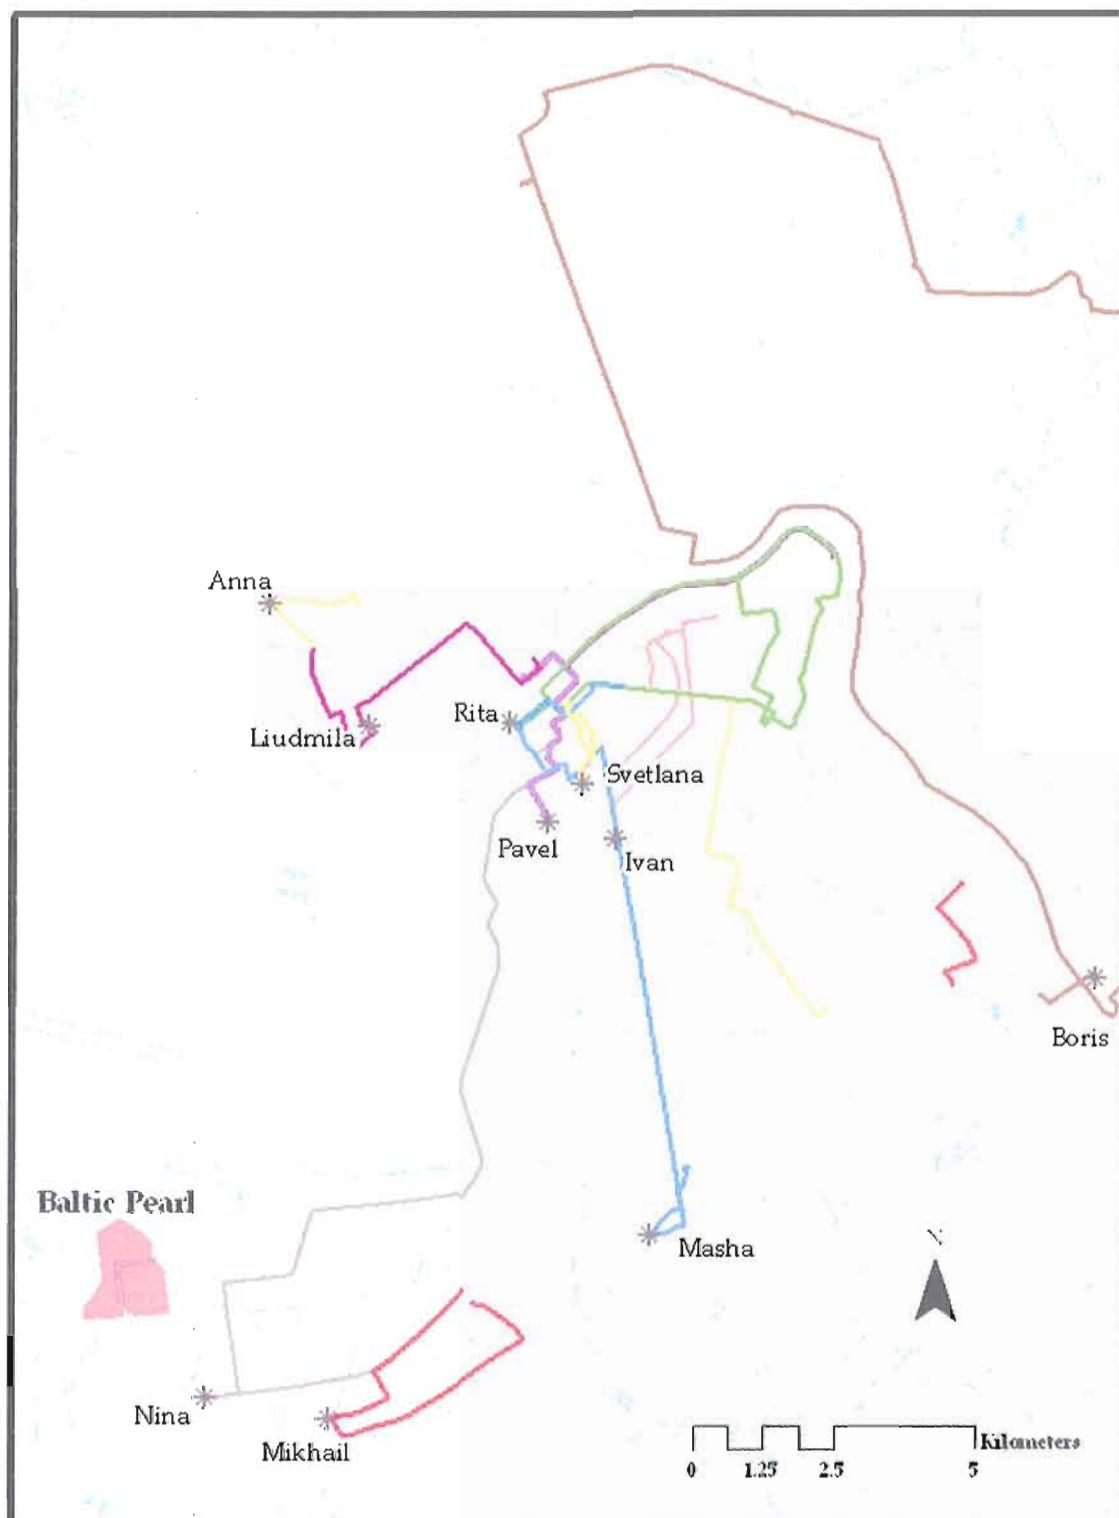 Anna
Rita
Liudmila
Svetlana
Pavel
Ivan
Boris
Baltic Pearl
Masha
N
Nina
Mikhail
Kilometers
0 1.25 2.5 5